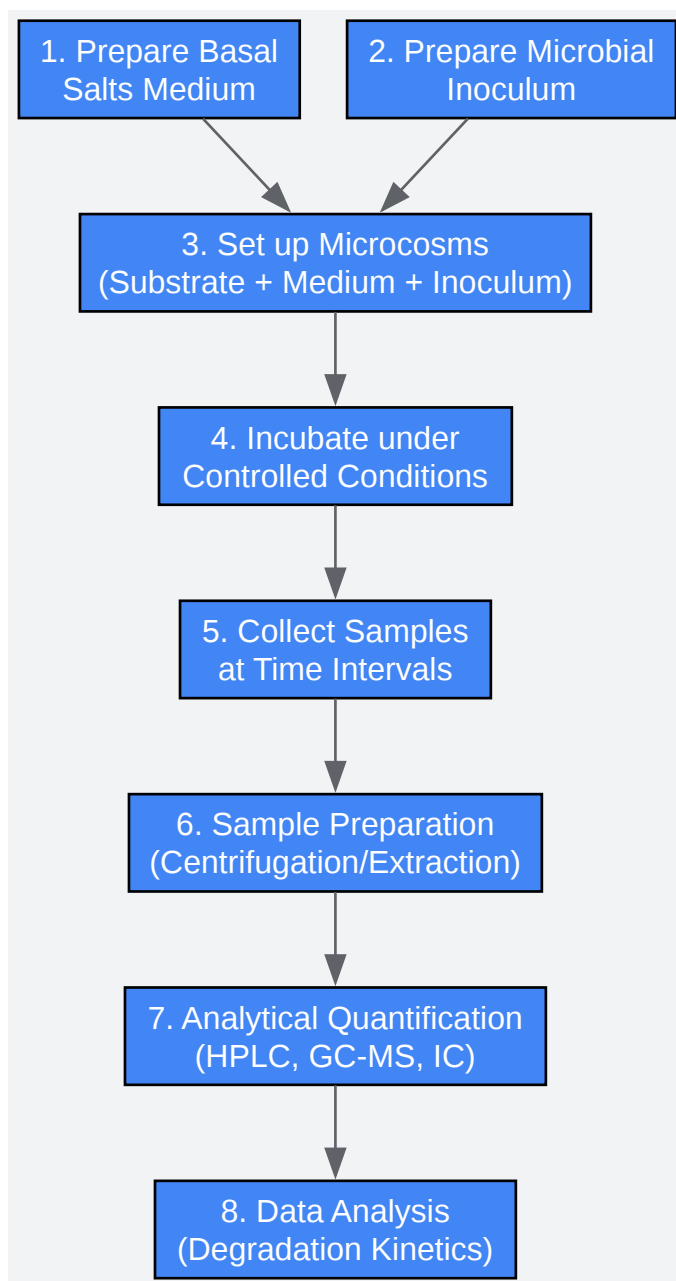 1. Prepare Basal
Salts Medium
2. Prepare Microbial
Inoculum
3. Set up Microcosms
(Substrate + Medium + Inoculum)
4. Incubate under
Controlled Conditions
5. Collect Samples
at Time Intervals
6. Sample Preparation
(Centrifugation/Extraction)
7. Analytical Quantification
(HPLC, GC-MS, IC)
8. Data Analysis
(Degradation Kinetics)